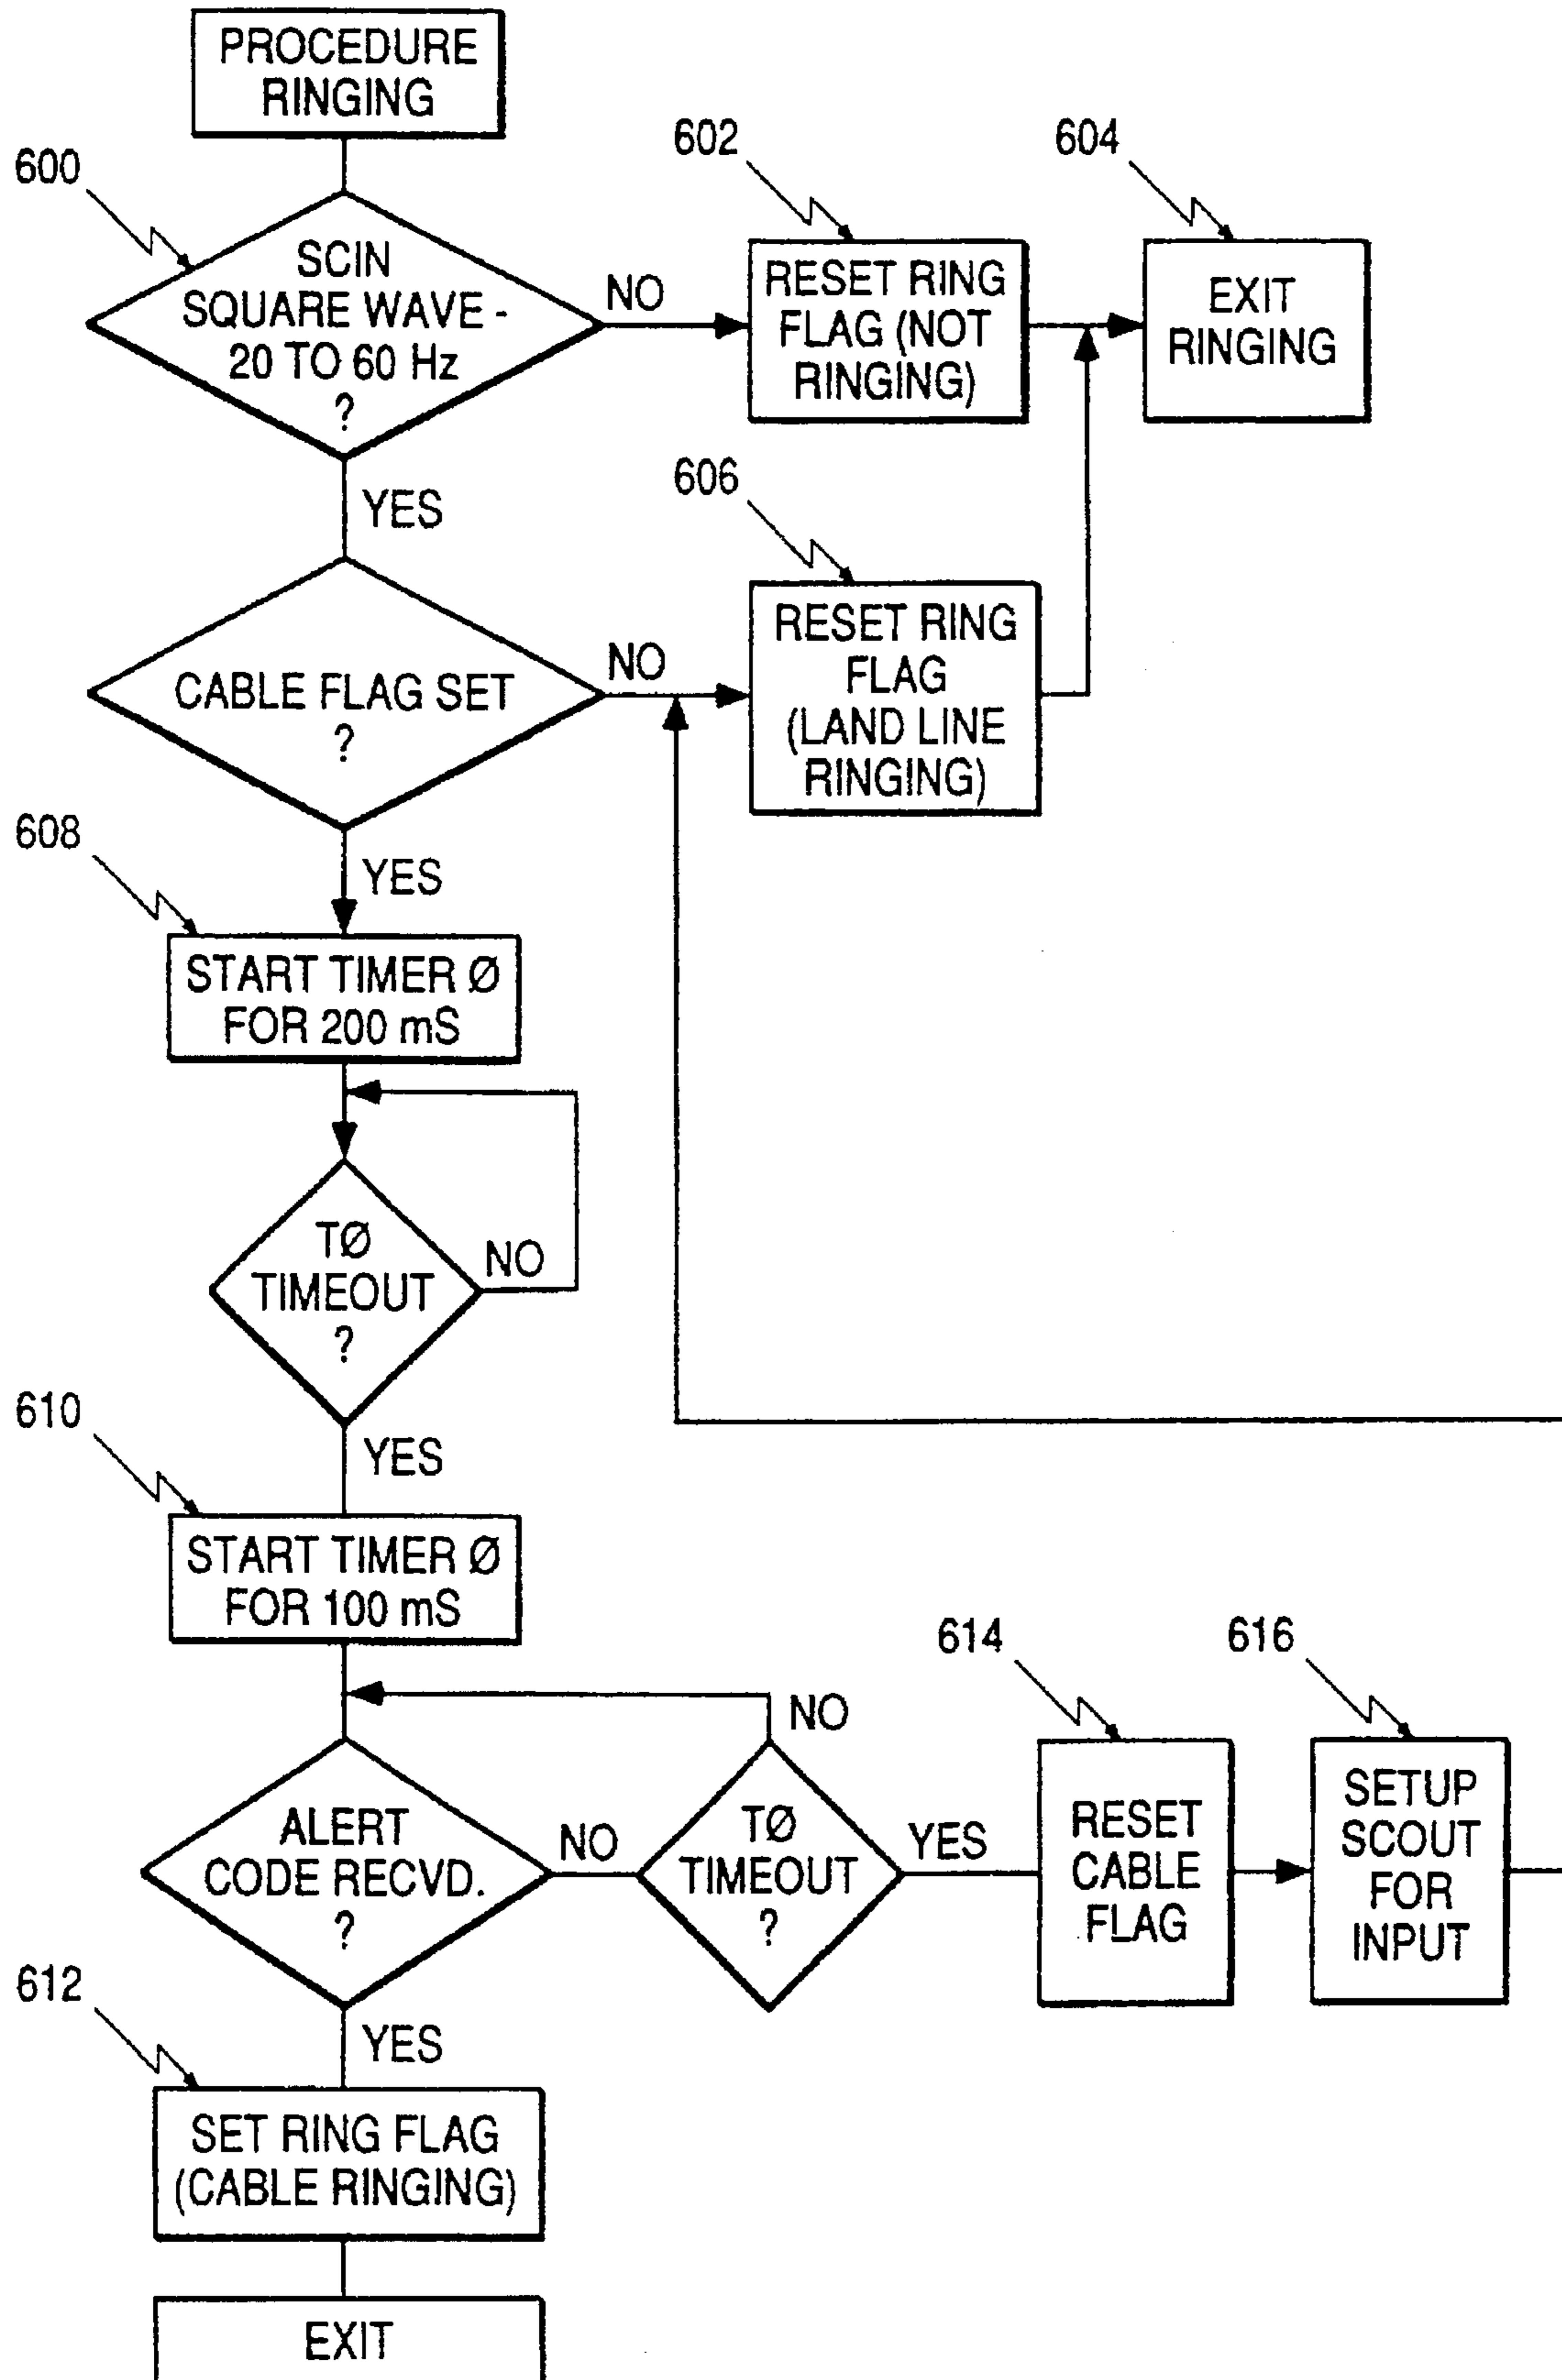 PROCEDURE
RINGING
600
SCIN
SQUARE WAVE -
20 TO 60 Hz
?
NO
602
RESET RING
FLAG (NOT
RINGING)
604
EXIT
RINGING
YES
CABLE FLAG SET
?
NO
606
RESET RING
FLAG
(LAND LINE
RINGING)
YES
608
START TIMER Ø
FOR 200 mS
TØ
TIMEOUT
?
NO
YES
610
START TIMER Ø
FOR 100 mS
ALERT
CODE RECVD.
?
NO
TØ
TIMEOUT
?
NO
YES
614
RESET
CABLE
FLAG
616
SETUP
SCOUT
FOR
INPUT
YES
612
SET RING FLAG
(CABLE RINGING)
EXIT